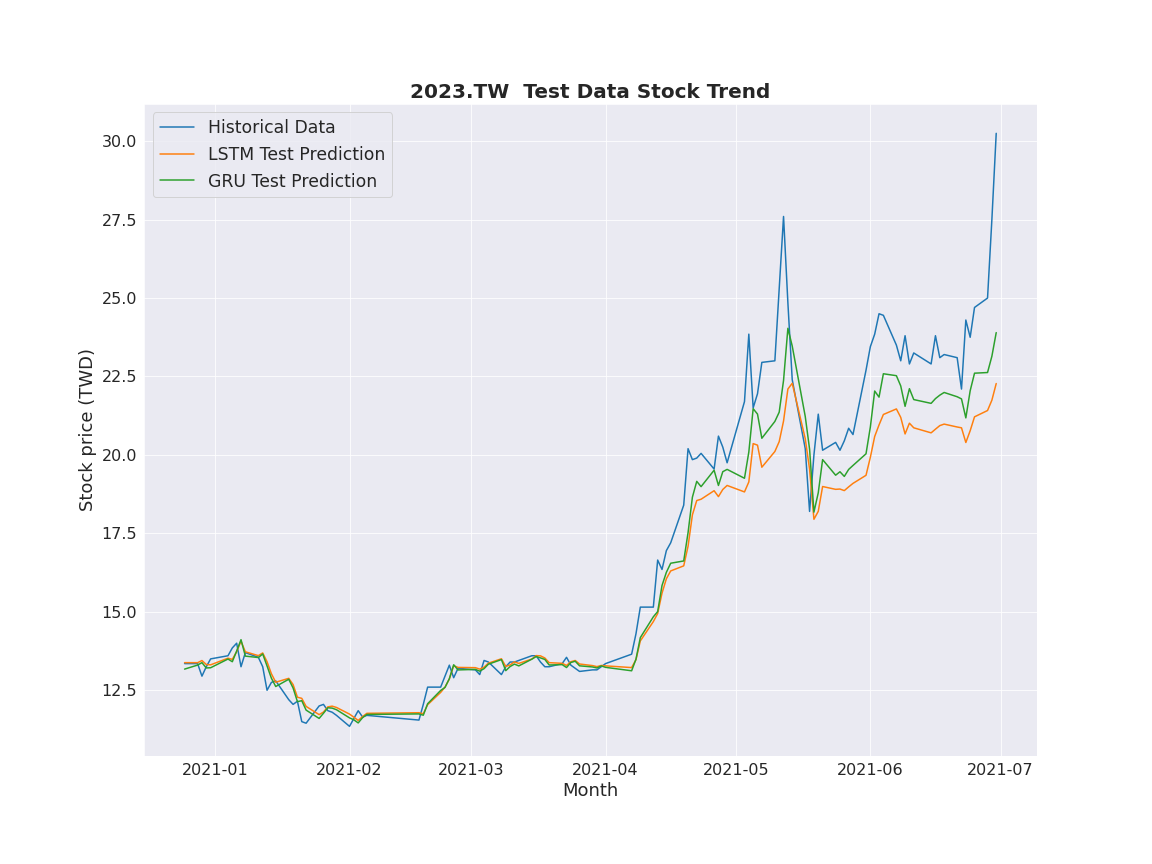 2023.TW  Test Data Stock Trend
Historical Data
LSTM Test Prediction
GRU Test Prediction
Stock price (TWD)
30.0
27.5
25.0
22.5
20.0
17.5
15.0
12.5
2021-01 2021-02 2021-03 2021-04 2021-05 2021-06 2021-07
Month